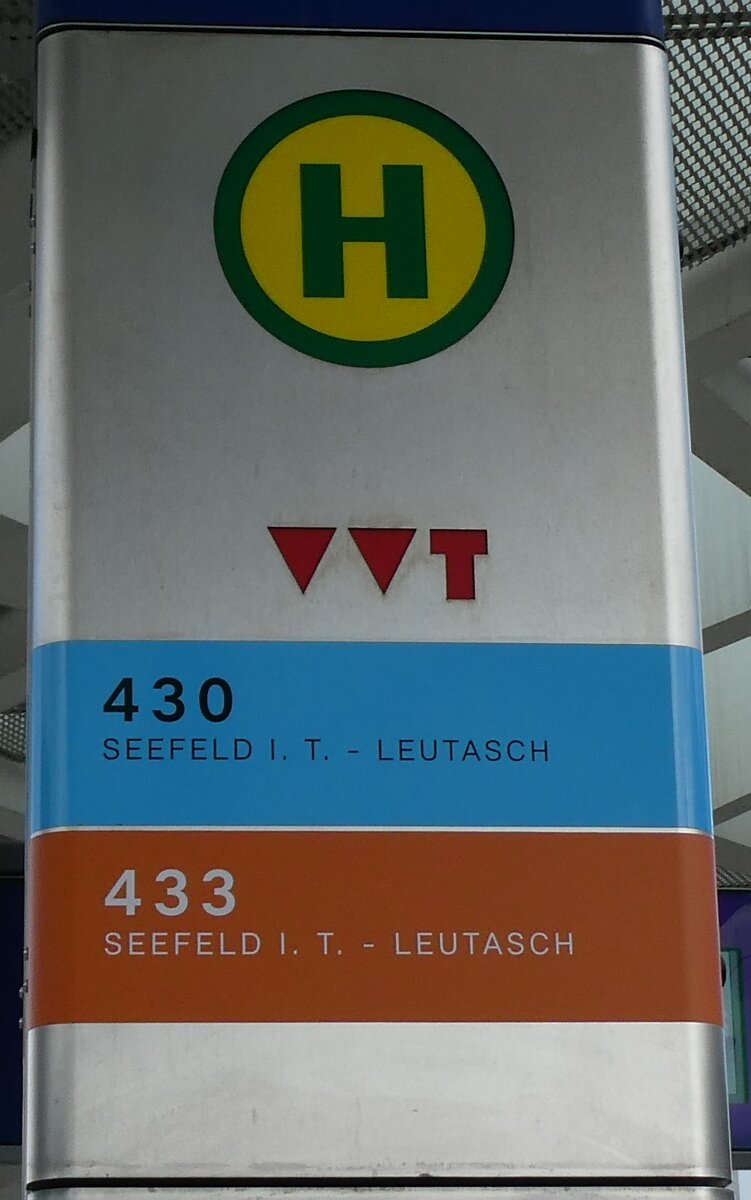 H
VVT
430
SEEFELD I. T. - LEUTASCH
433
SEEFELD I. T. - LEUTASCH